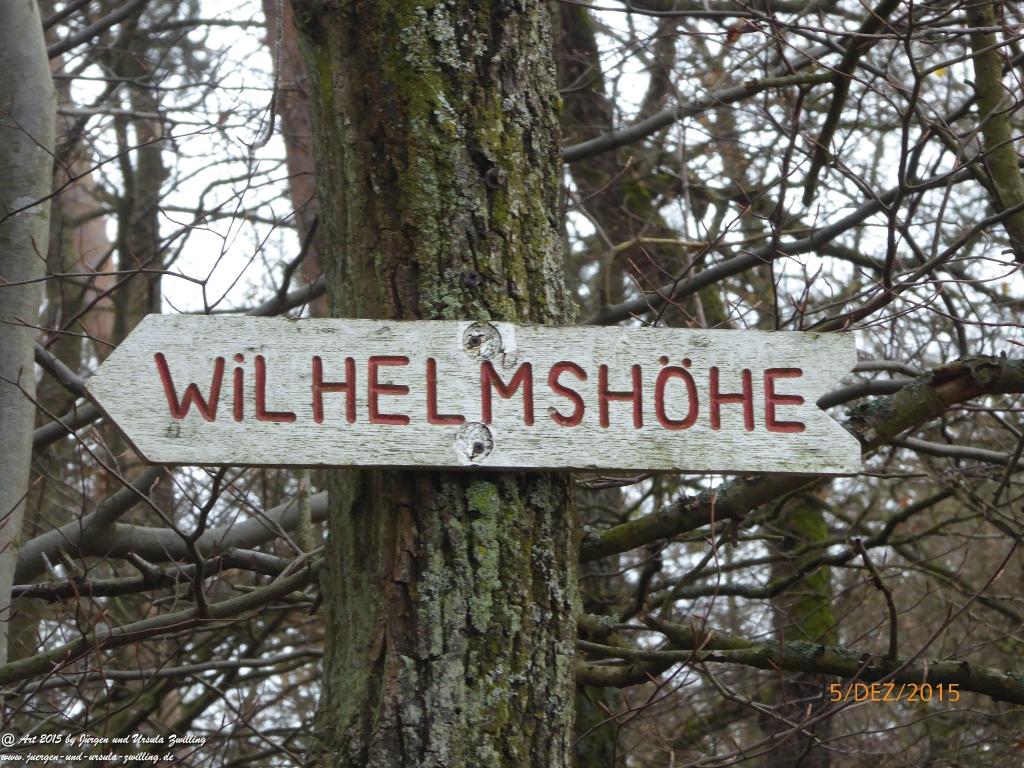 WiLHELMSHÖHE
5/DEZ/2015
@ Art 2015 by Jürgen und Ursula Zwilling
www.juergen-und-ursula-zwilling.de